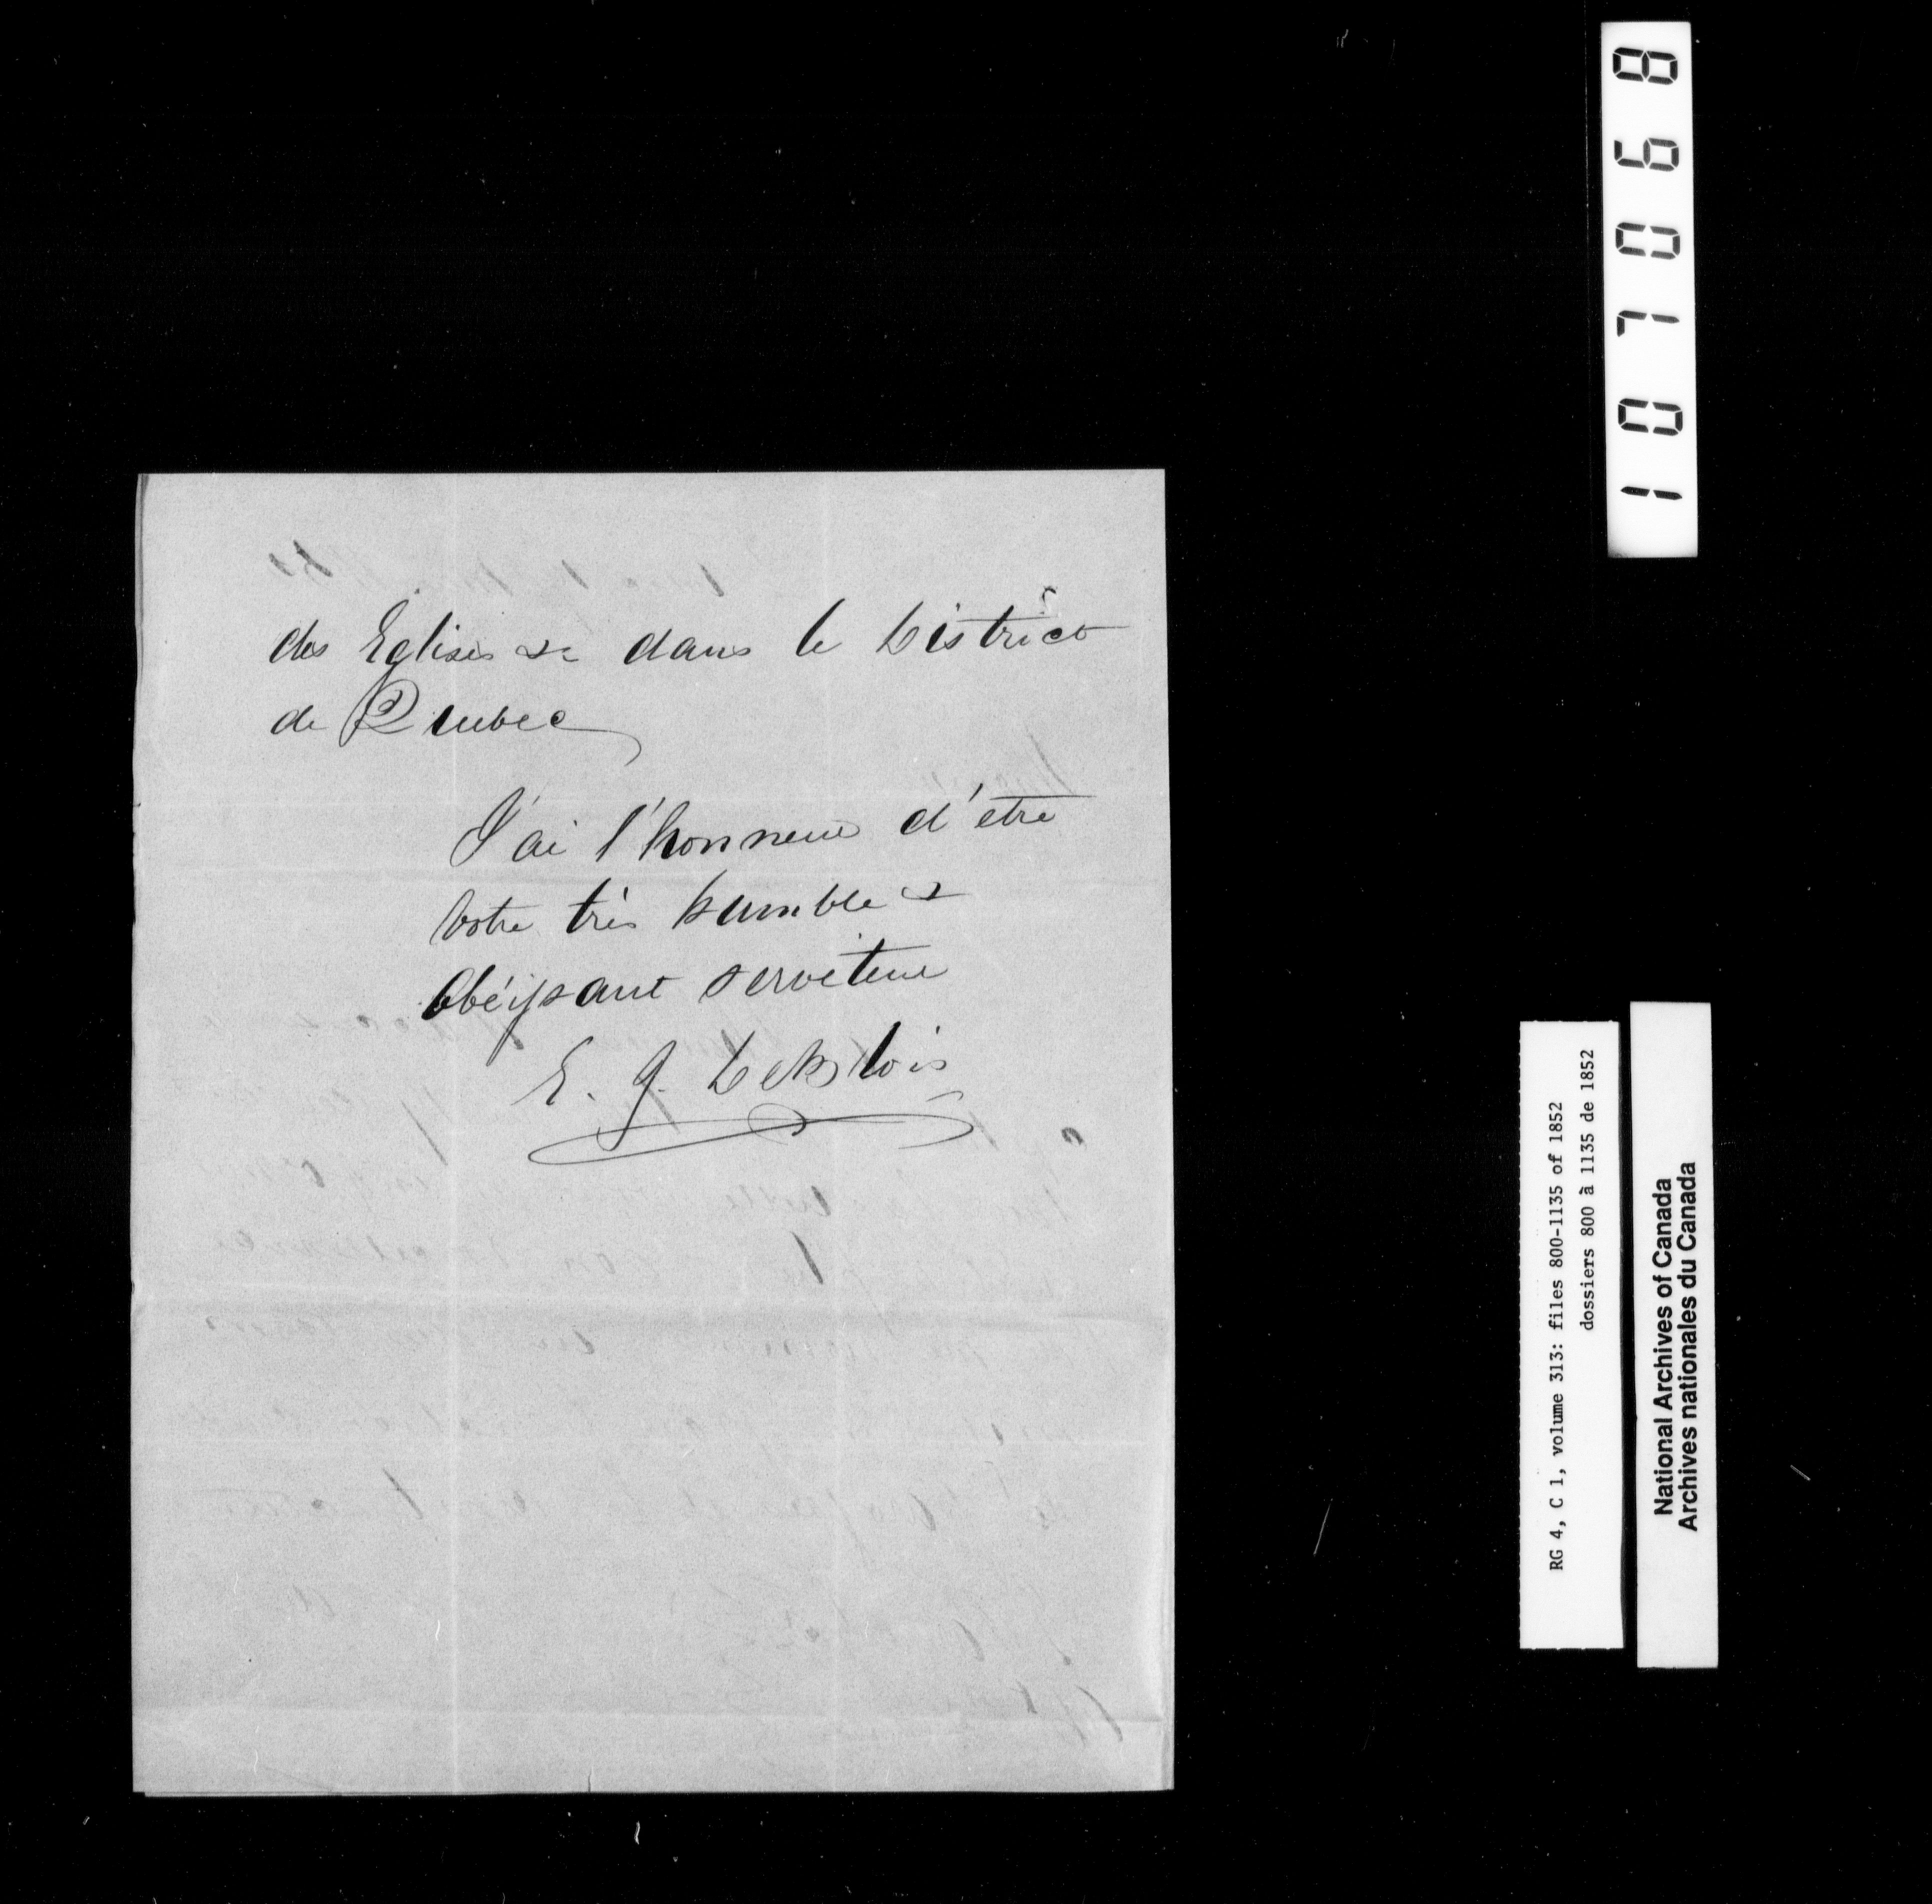 des Eglises &c dans le District
de Quebec
J'ai l'honneur d'être
Votre très humble &
Obéissant serviteur
E. J. DeBlois
107068
RG 4, C 1, volume 313: files 800-1135 of 1852
dossiers 800 à 1135 de 1852
National Archives of Canada
Archives nationales du Canada